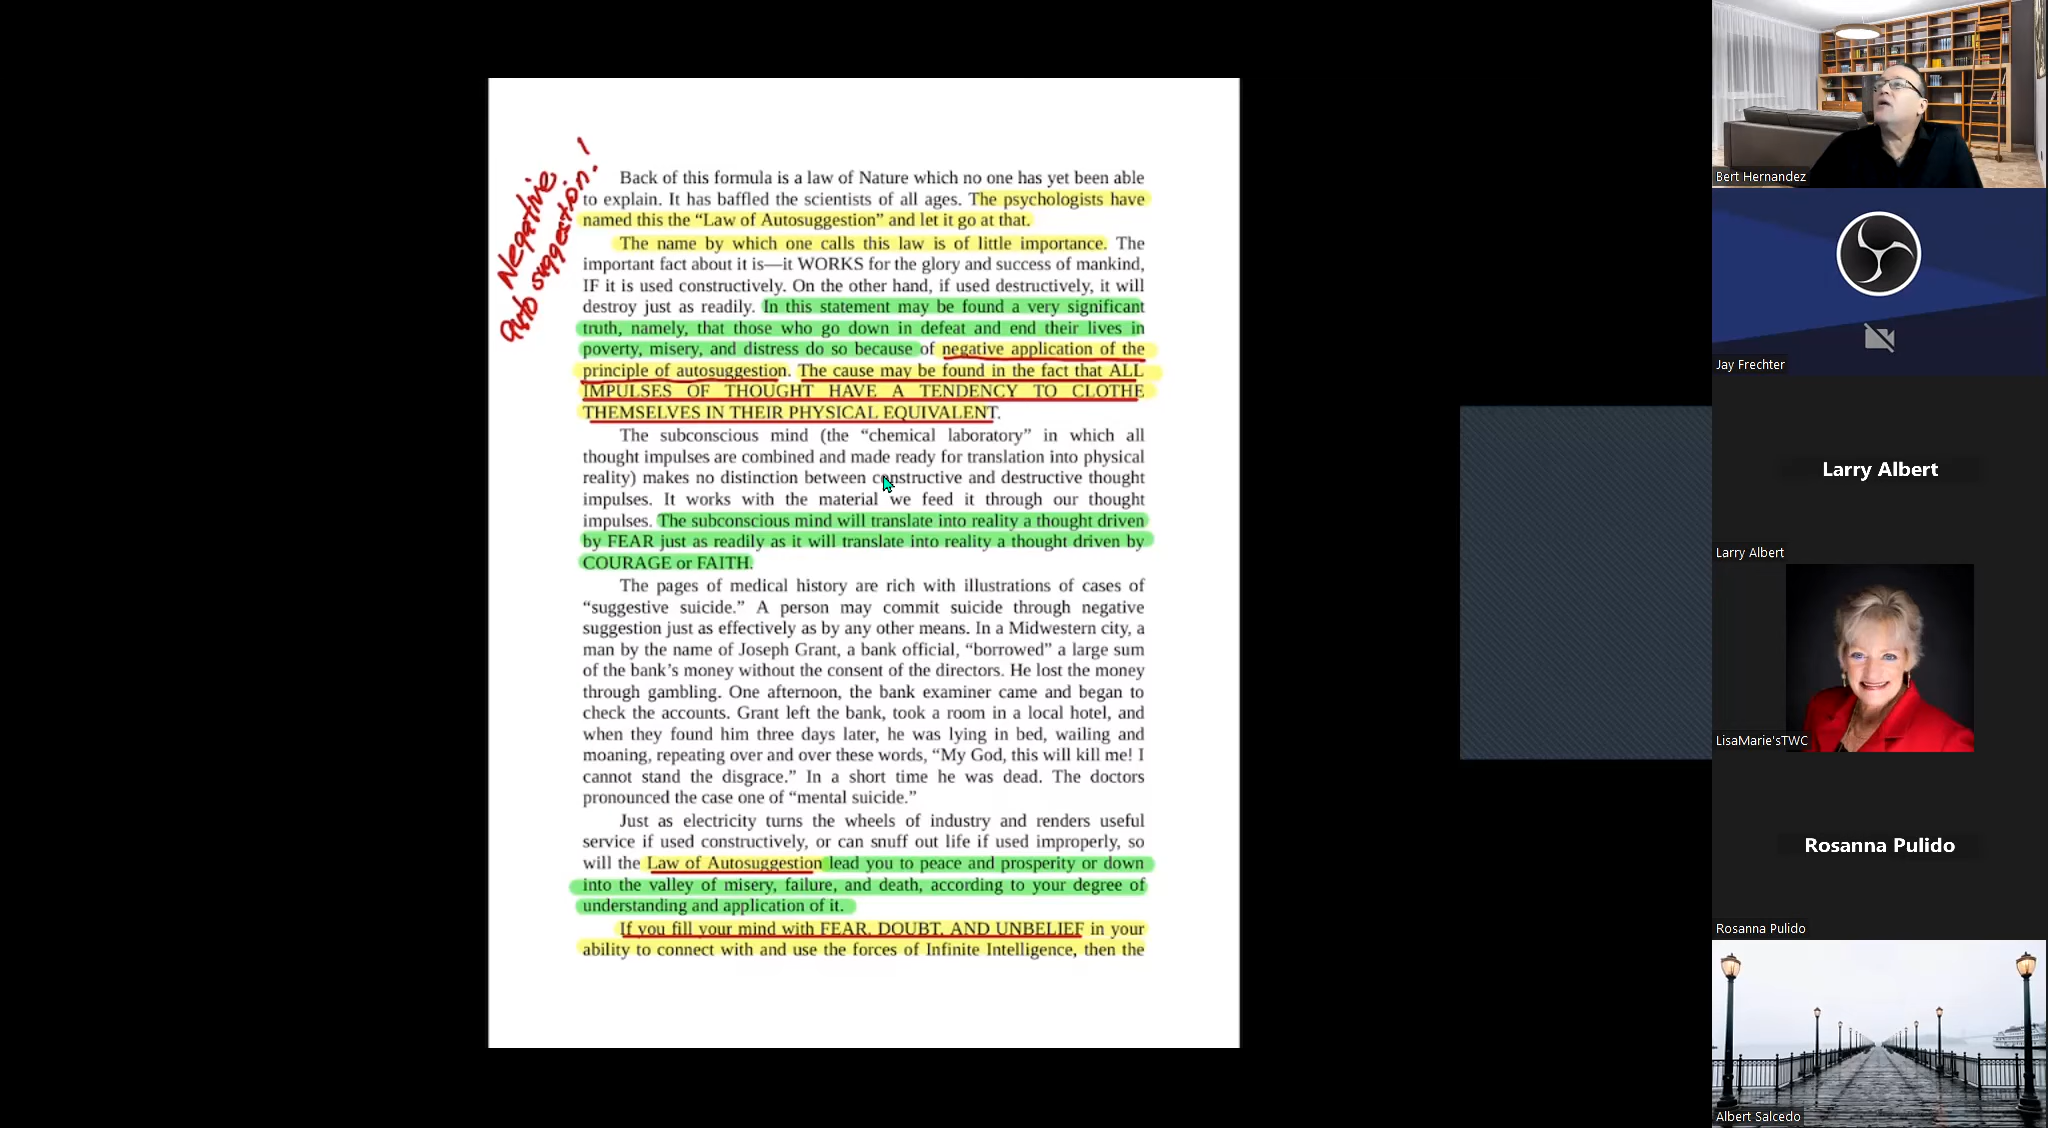 Negative
auto suggestion!
Back of this formula is a law of Nature which no one has yet been able
to explain. It has baffled the scientists of all ages. The psychologists have
named this the “Law of Autosuggestion” and let it go at that.
The name by which one calls this law is of little importance. The
important fact about it is—it WORKS for the glory and success of mankind,
IF it is used constructively. On the other hand, if used destructively, it will
destroy just as readily. In this statement may be found a very significant
truth, namely, that those who go down in defeat and end their lives in
poverty, misery, and distress do so because of negative application of the
principle of autosuggestion. The cause may be found in the fact that ALL
IMPULSES OF THOUGHT HAVE A TENDENCY TO CLOTHE
THEMSELVES IN THEIR PHYSICAL EQUIVALENT.
The subconscious mind (the “chemical laboratory” in which all
thought impulses are combined and made ready for translation into physical
reality) makes no distinction between constructive and destructive thought
impulses. It works with the material we feed it through our thought
impulses. The subconscious mind will translate into reality a thought driven
by FEAR just as readily as it will translate into reality a thought driven by
COURAGE or FAITH.
The pages of medical history are rich with illustrations of cases of
“suggestive suicide.” A person may commit suicide through negative
suggestion just as effectively as by any other means. In a Midwestern city, a
man by the name of Joseph Grant, a bank official, “borrowed” a large sum
of the bank’s money without the consent of the directors. He lost the money
through gambling. One afternoon, the bank examiner came and began to
check the accounts. Grant left the bank, took a room in a local hotel, and
when they found him three days later, he was lying in bed, wailing and
moaning, repeating over and over these words, “My God, this will kill me! I
cannot stand the disgrace.” In a short time he was dead. The doctors
pronounced the case one of “mental suicide.”
Just as electricity turns the wheels of industry and renders useful
service if used constructively, or can snuff out life if used improperly, so
will the Law of Autosuggestion lead you to peace and prosperity or down
into the valley of misery, failure, and death, according to your degree of
understanding and application of it.
If you fill your mind with FEAR, DOUBT, AND UNBELIEF in your
ability to connect with and use the forces of Infinite Intelligence, then the
Bert Hernandez
Jay Frechter
Larry Albert
Larry Albert
LisaMarie'sTWC
Rosanna Pulido
Rosanna Pulido
Albert Salcedo